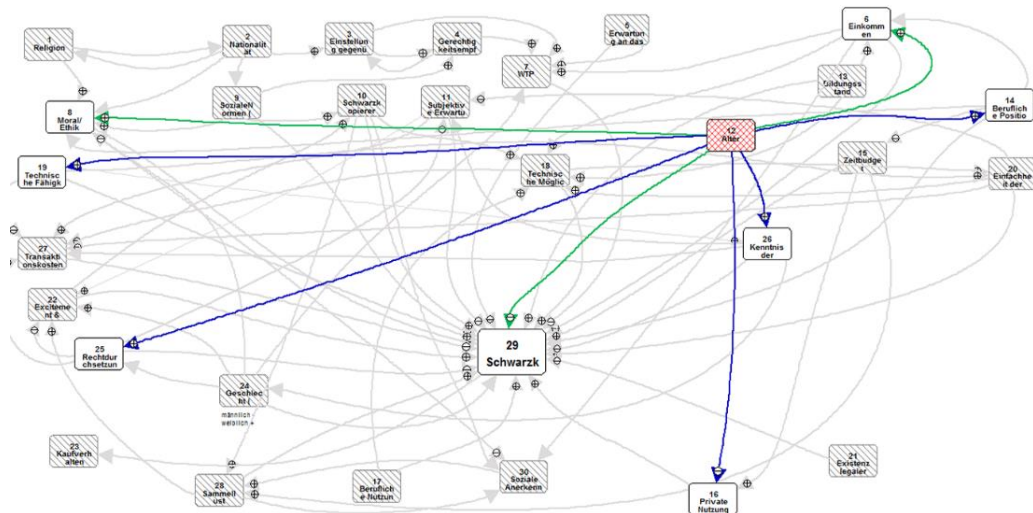 1
Religion
2
Nationalit
ät
3
Einstellun
g gegenü
4
Gerechtig
keitsempf
5
Erwartun
g an das
6
Einkomm
en
7
WTP
8
Moral/
Ethik
9
SozialeN
ormen (
10
Schwarzk
opierer
11
Subjektiv
e Erwartu
12
Alter
13
Bildungss
stand
14
Berufliche
e Positio
15
Zeitbudge
t
16
Private
Nutzung
17
Beruflich
e Nutzun
18
Technisc
he Möglic
19
Technisc
he Fähigk
20
Einfachhe
it der
21
Existenz
legaler
22
Exciteme
nt &
23
Kaufverh
alten
24
Geschlec
ht (
männlich -
weiblich +
25
Rechtdur
chsetzun
26
Kenntnis
der
27
Transakti
onskosten
28
Sammell
ust
29
Schwarzk
30
Soziale
Anerkenn